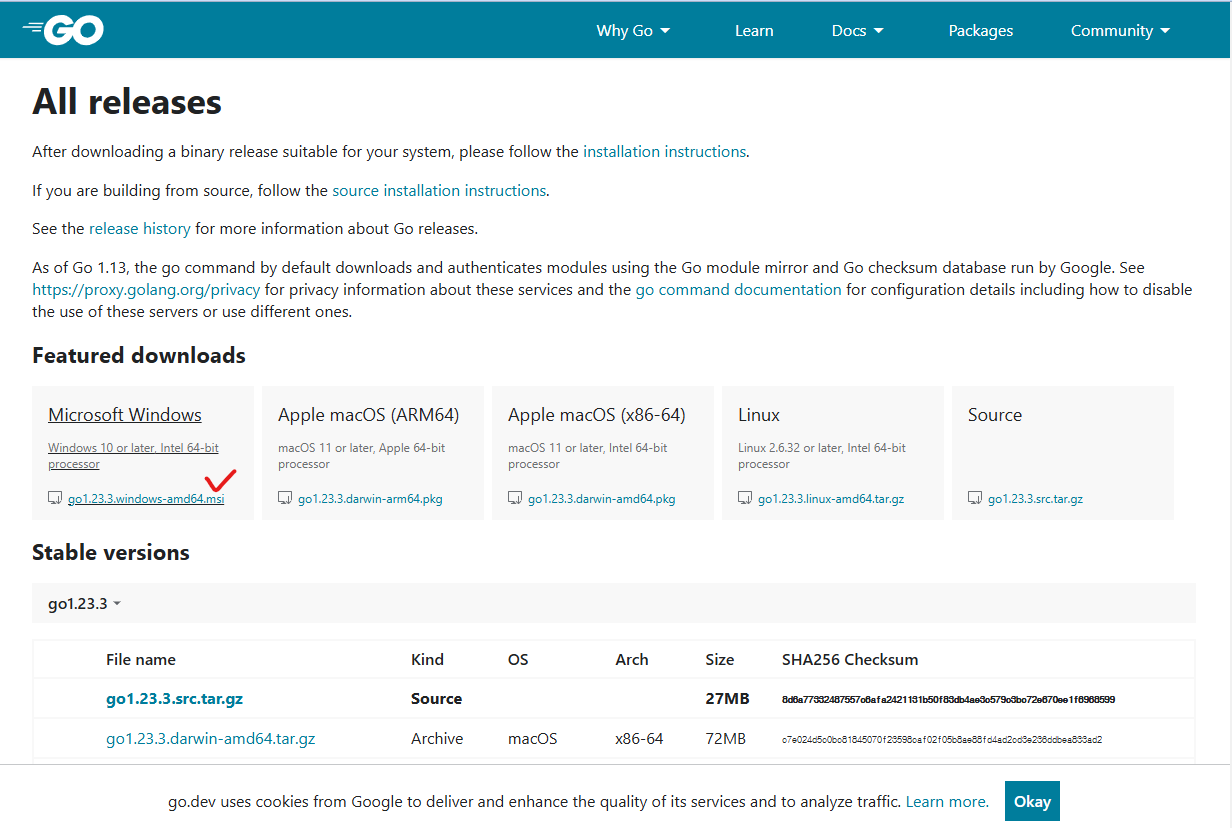 GO
Why Go
Learn
Docs
Packages
Community
All releases
After downloading a binary release suitable for your system, please follow the installation instructions.
If you are building from source, follow the source installation instructions.
See the release history for more information about Go releases.
As of Go 1.13, the go command by default downloads and authenticates modules using the Go module mirror and Go checksum database run by Google. See
https://proxy.golang.org/privacy for privacy information about these services and the go command documentation for configuration details including how to disable
the use of these servers or use different ones.
Featured downloads
Microsoft Windows
Windows 10 or later, Intel 64-bit
processor
go1.23.3.windows-amd64.msi
Apple macOS (ARM64)
macOS 11 or later, Apple 64-bit
processor
go1.23.3.darwin-arm64.pkg
Apple macOS (x86-64)
macOS 11 or later, Intel 64-bit
processor
go1.23.3.darwin-amd64.pkg
Linux
Linux 2.6.32 or later, Intel 64-bit
processor
go1.23.3.linux-amd64.tar.gz
Source
go1.23.3.src.tar.gz
Stable versions
go1.23.3
File name Kind OS Arch Size SHA256 Checksum
go1.23.3.src.tar.gz Source 27MB
go1.23.3.darwin-amd64.tar.gz Archive macOS x86-64 72MB
go.dev uses cookies from Google to deliver and enhance the quality of its services and to analyze traffic. Learn more.
Okay